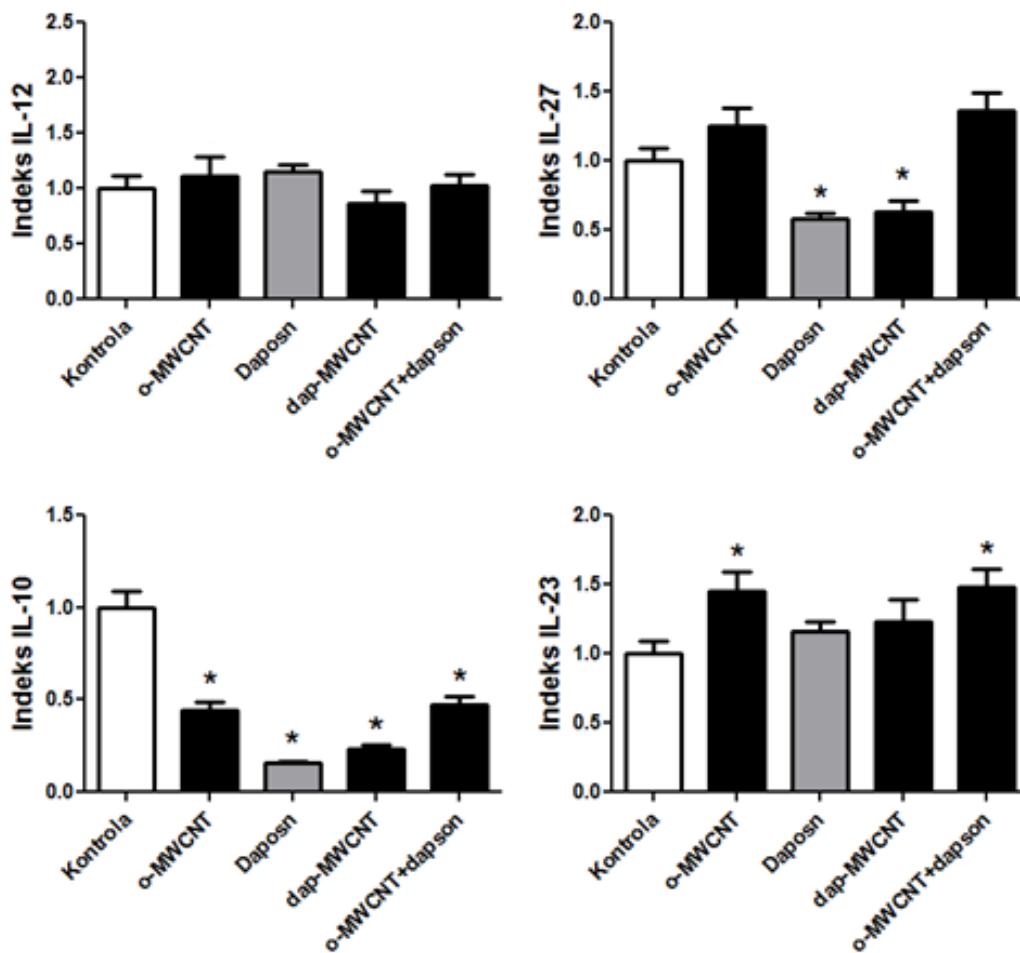 Indeks IL-12
2.5
2.0
1.5
1.0
0.5
0.0
Kontrola
o-MWCNT
Daposn
dap-MWCNT
o-MWCNT+dapson
Indeks IL-27
2.0
1.5
1.0
0.5
0.0
*
*
Kontrola
o-MWCNT
Daposn
dap-MWCNT
o-MWCNT+dapson
Indeks IL-10
1.5
1.0
0.5
0.0
*
*
*
*
Kontrola
o-MWCNT
Daposn
dap-MWCNT
o-MWCNT+dapson
Indeks IL-23
2.0
1.5
1.0
0.5
0.0
*
*
Kontrola
o-MWCNT
Daposn
dap-MWCNT
o-MWCNT+dapson